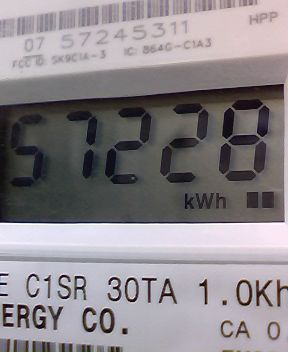 07 57245311 HPP
FCC ID: SK9C1A-3 IC: 864G-C1A3
57228
kWh
E C1SR 30TA 1.0Kh
ERGY CO.
CA 0